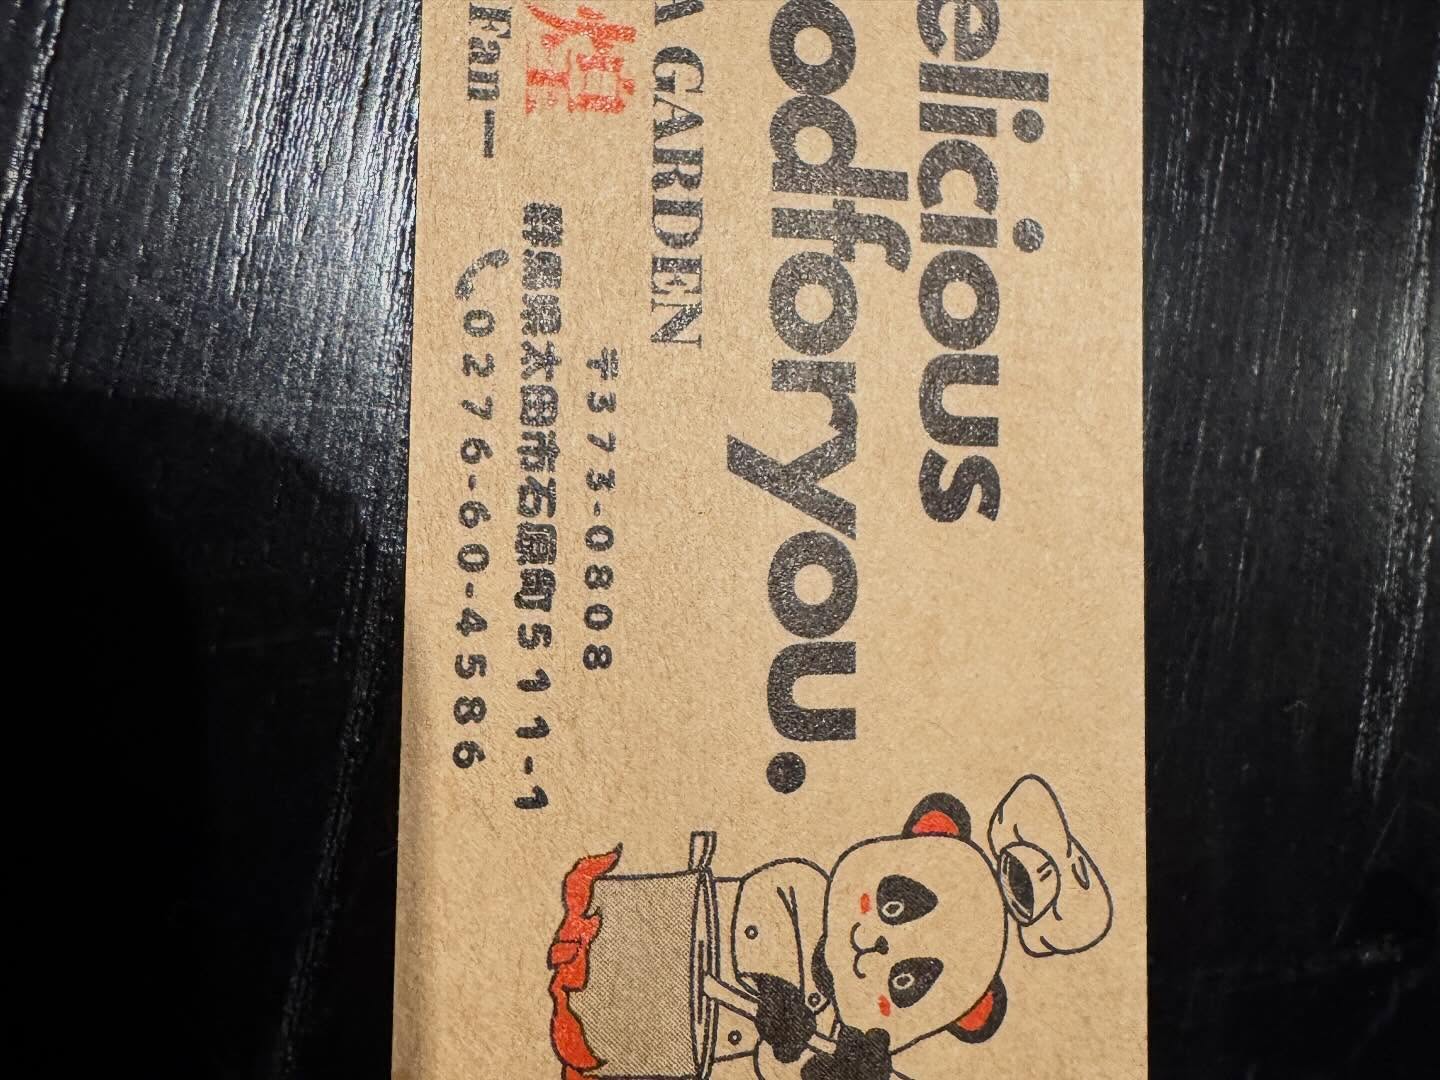 elicious
odforyou.
A GARDEN
〒373-0808
群馬県太田市石原町511-1
Fan—
0276-60-4586